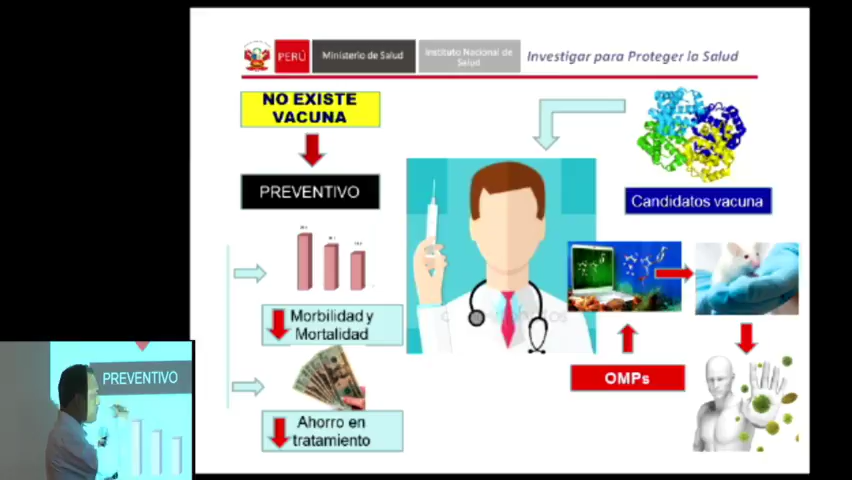 PERÚ
Ministerio de Salud
Instituto Nacional de
Salud
Investigar para Proteger la Salud
NO EXISTE
VACUNA
PREVENTIVO
Candidatos vacuna
Morbilidad y
Mortalidad
OMPs
Ahorro en
tratamiento
PREVENTIVO